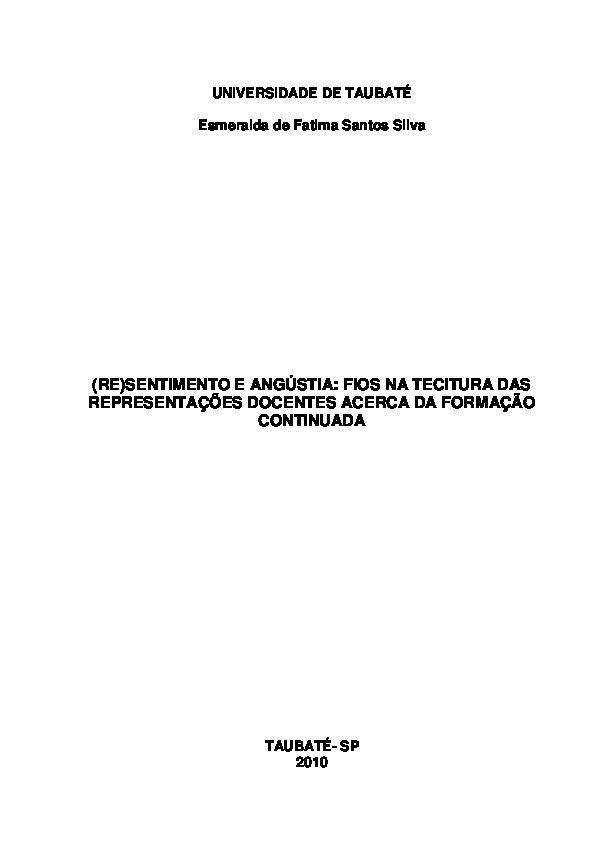 UNIVERSIDADE DE TAUBATÉ
Esmeralda de Fatima Santos Silva
(RE)SENTIMENTO E ANGÚSTIA: FIOS NA TECITURA DAS
REPRESENTAÇÕES DOCENTES ACERCA DA FORMAÇÃO
CONTINUADA
TAUBATÉ- SP
2010